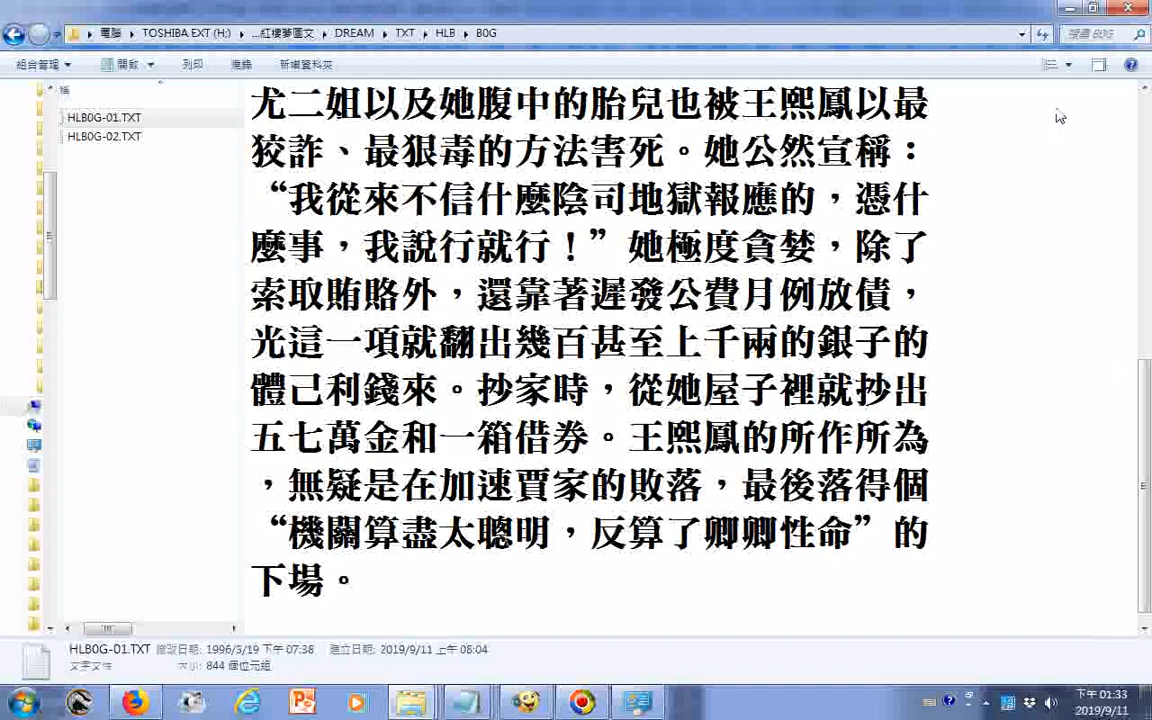 電腦 ▸ TOSHIBA EXT (H:) ▸ ...紅樓夢圖文 ▸ DREAM ▸ TXT ▸ HLB ▸ B0G
搜尋 B0G
組合管理 開啟 列印 燒錄 新增資料夾
HLB0G-01.TXT
HLB0G-02.TXT
尤二姐以及她腹中的胎兒也被王熙鳳以最
狡詐、最狠毒的方法害死。她公然宣稱：
“我從來不信什麼陰司地獄報應的，憑什
麼事，我說行就行！”她極度貪婪，除了
索取賄賂外，還靠著遲發公費月例放債，
光這一項就翻出幾百甚至上千兩的銀子的
體己利錢來。抄家時，從她屋子裡就抄出
五七萬金和一箱借券。王熙鳳的所作所為
，無疑是在加速賈家的敗落，最後落得個
“機關算盡太聰明，反算了卿卿性命”的
下場。
HLB0G-01.TXT 修改日期: 1996/3/19 下午 07:38 建立日期: 2019/9/11 上午 08:04
文字文件 大小: 844 個位元組
下午 01:33
2019/9/11